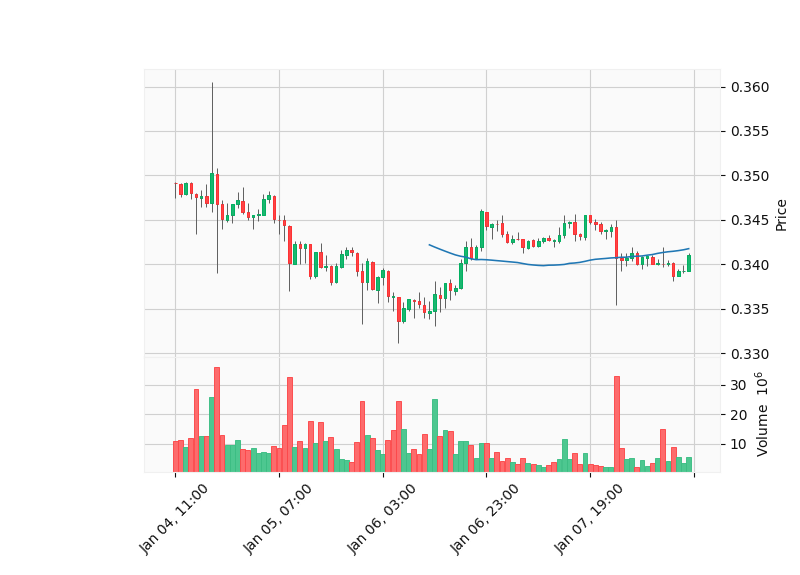 0.360
0.355
0.350
0.345
0.340
0.335
0.330
Price
30
20
10
Volume 10^6
Jan 04, 11:00
Jan 05, 07:00
Jan 06, 03:00
Jan 06, 23:00
Jan 07, 19:00